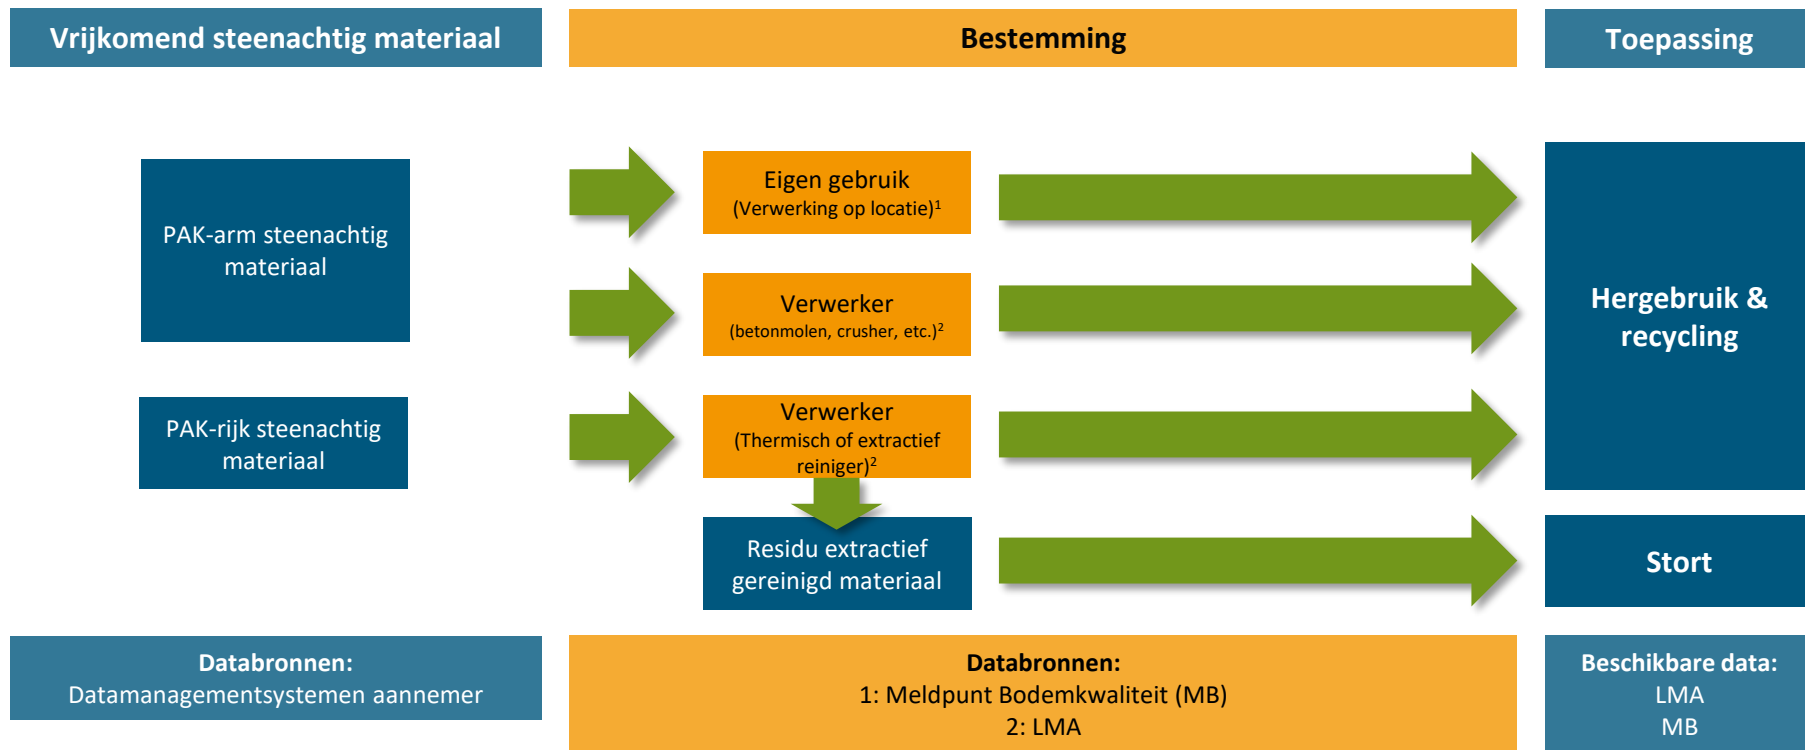 Vrijkomend steenachtig materiaal
Bestemming
Toepassing
PAK-arm steenachtig
materiaal
Eigen gebruik
(Verwerking op locatie)¹
Verwerker
(betonmolen, crusher, etc.)²
Hergebruik &
recycling
PAK-rijk steenachtig
materiaal
Verwerker
(Thermisch of extractief
reiniger)²
Residu extractief
gereinigd materiaal
Stort
Databronnen:
Datamanagementsystemen aannemer
Databronnen:
1: Meldpunt Bodemkwaliteit (MB)
2: LMA
Beschikbare data:
LMA
MB